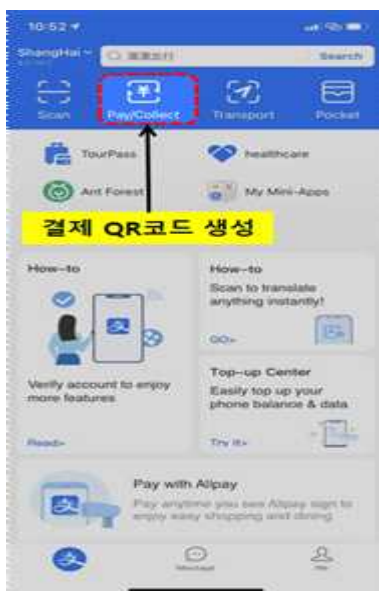 10:52
ShangHai
Search
Scan
Pay/Collect
Transport
Pocket
TourPass
healthcare
Ant Forest
My Mini-Apps
결제 QR코드 생성
How-to
Verify account to enjoy
more features
Read>
How-to
Scan to translate
anything instantly!
GO>
Top-up Center
Easily top up your
phone balance & data
Try it>
Pay with Alipay
Pay anytime you see Alipay sign to
enjoy easy shopping and dining
Message
Me